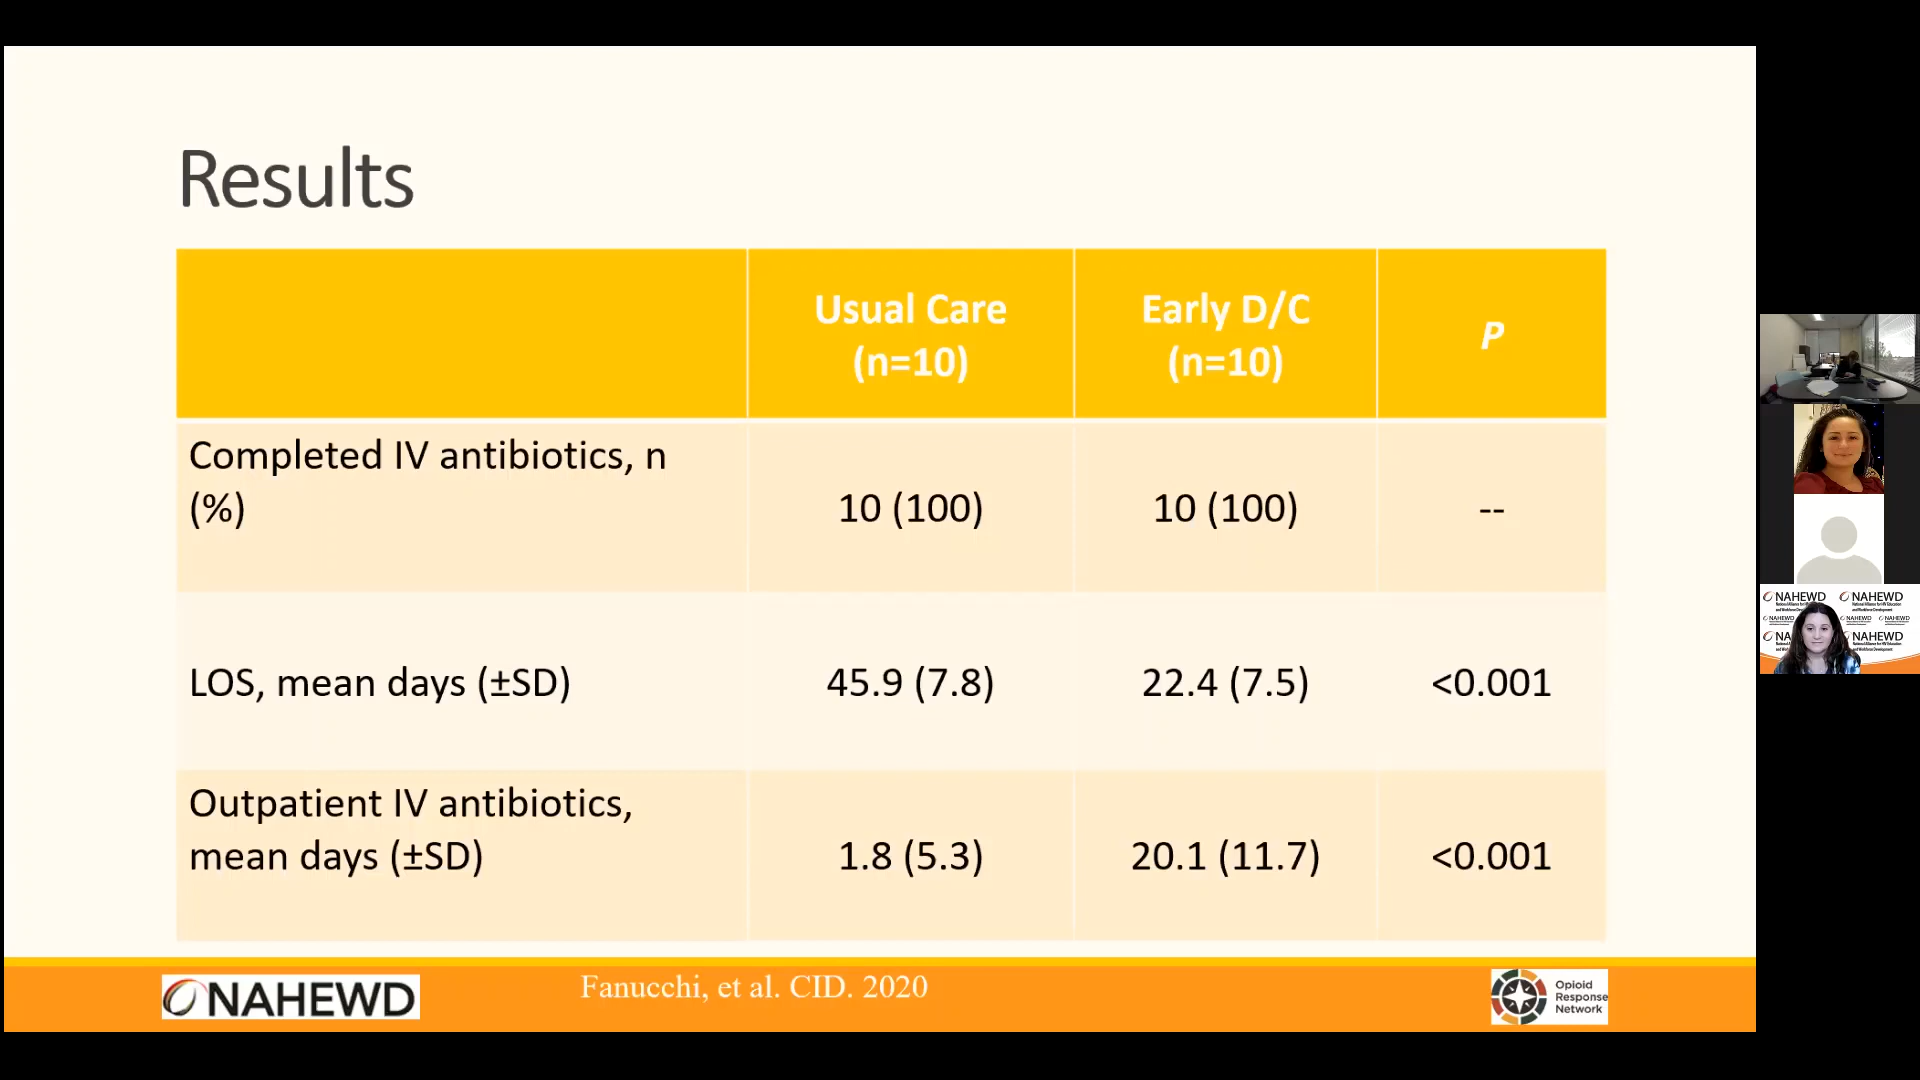 Results
Usual Care
(n=10)
Early D/C
(n=10)
P
Completed IV antibiotics, n
(%)
10 (100)
10 (100)
--
LOS, mean days (±SD)
45.9 (7.8)
22.4 (7.5)
<0.001
Outpatient IV antibiotics,
mean days (±SD)
1.8 (5.3)
20.1 (11.7)
<0.001
NAHEWD
Fanucchi, et al. CID. 2020
Opioid
Response
Network
NAHEWD
NAHEWD
NAHEWD
NAHEWD
NAHEWD